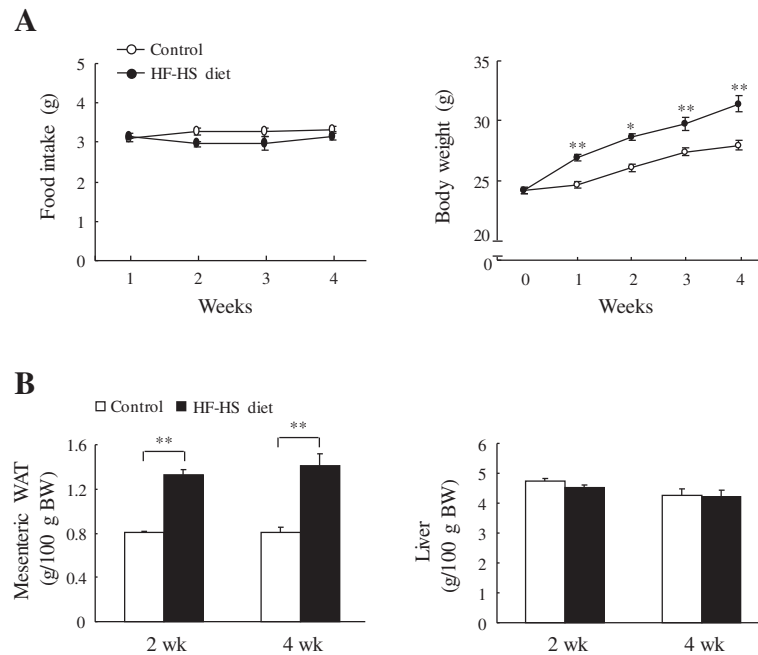 A
Control
HF-HS diet
Food intake (g)
5
4
3
2
1
0
1 2 3 4
Weeks
Body weight (g)
35
30
25
20
0
** * ** **
0 1 2 3 4
Weeks
B
Control HF-HS diet
Mesenteric WAT
(g/100 g BW)
1.6
1.2
0.8
0.4
0
** **
2 wk 4 wk
Liver
(g/100 g BW)
6
5
4
3
2
1
0
2 wk 4 wk